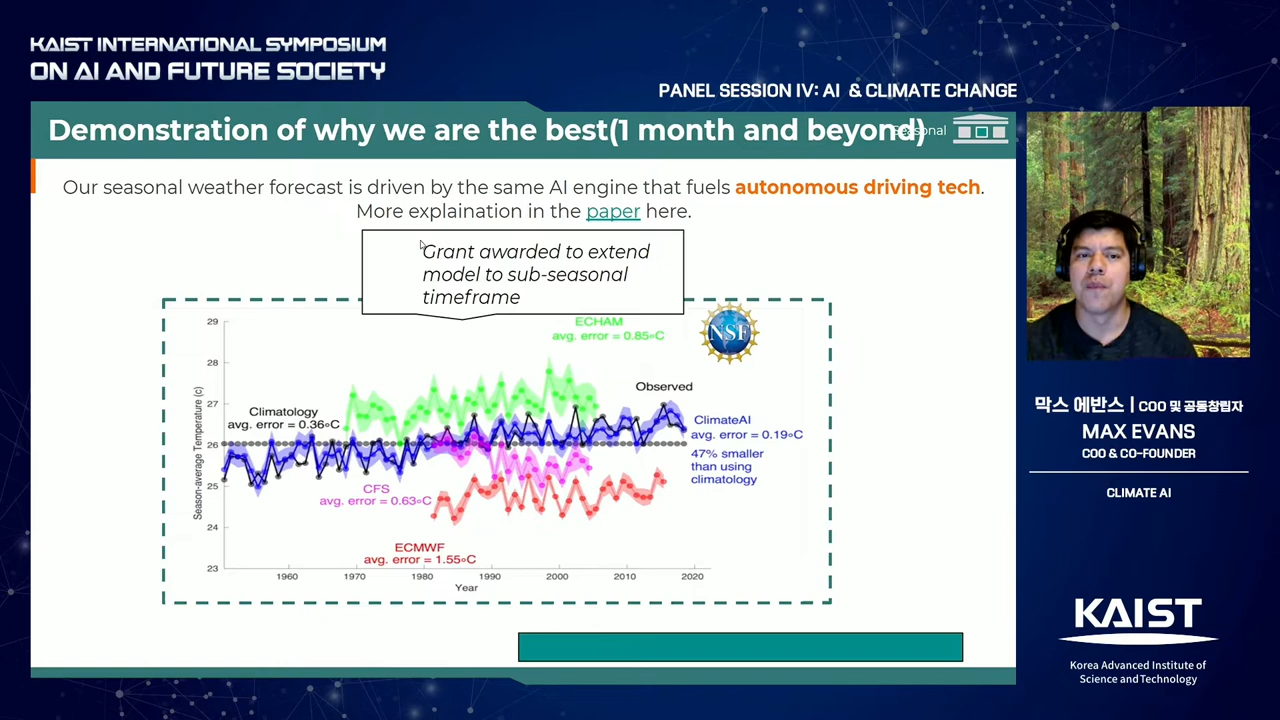 KAIST INTERNATIONAL SYMPOSIUM
ON AI AND FUTURE SOCIETY
PANEL SESSION IV: AI & CLIMATE CHANGE
Demonstration of why we are the best(1 month and beyond)
Our seasonal weather forecast is driven by the same AI engine that fuels autonomous driving tech.
More explaination in the paper here.
Grant awarded to extend
model to sub-seasonal
timeframe
NSF
ECHAM
avg. error = 0.85∘C
Observed
Climatology
avg. error = 0.36∘C
ClimateAI
avg. error = 0.19∘C
47% smaller
than using
climatology
CFS
avg. error = 0.63∘C
ECMWF
avg. error = 1.55∘C
Season-average Temperature (c)
29
28
27
26
25
24
23
1960
1970
1980
1990
2000
2010
2020
Year
막스 에반스 | COO 및 공동창립자
MAX EVANS
COO & CO-FOUNDER
CLIMATE AI
KAIST
Korea Advanced Institute of
Science and Technology